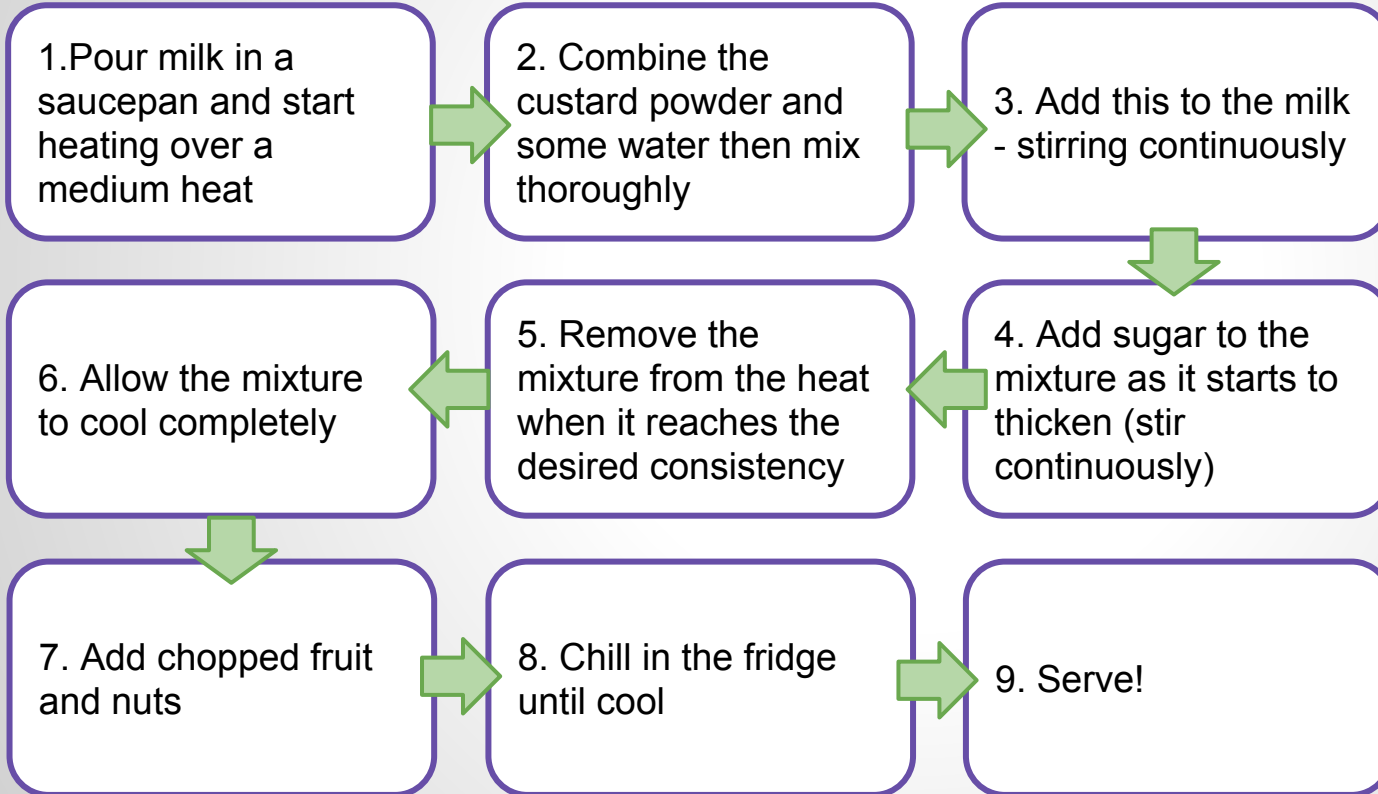 1.Pour milk in a
saucepan and start
heating over a
medium heat
2. Combine the
custard powder and
some water then mix
thoroughly
3. Add this to the milk
- stirring continuously
4. Add sugar to the
mixture as it starts to
thicken (stir
continuously)
5. Remove the
mixture from the heat
when it reaches the
desired consistency
6. Allow the mixture
to cool completely
7. Add chopped fruit
and nuts
8. Chill in the fridge
until cool
9. Serve!